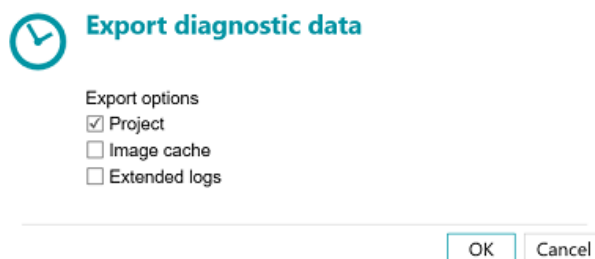 Export diagnostic data
Export options
Project
Image cache
Extended logs
OK Cancel